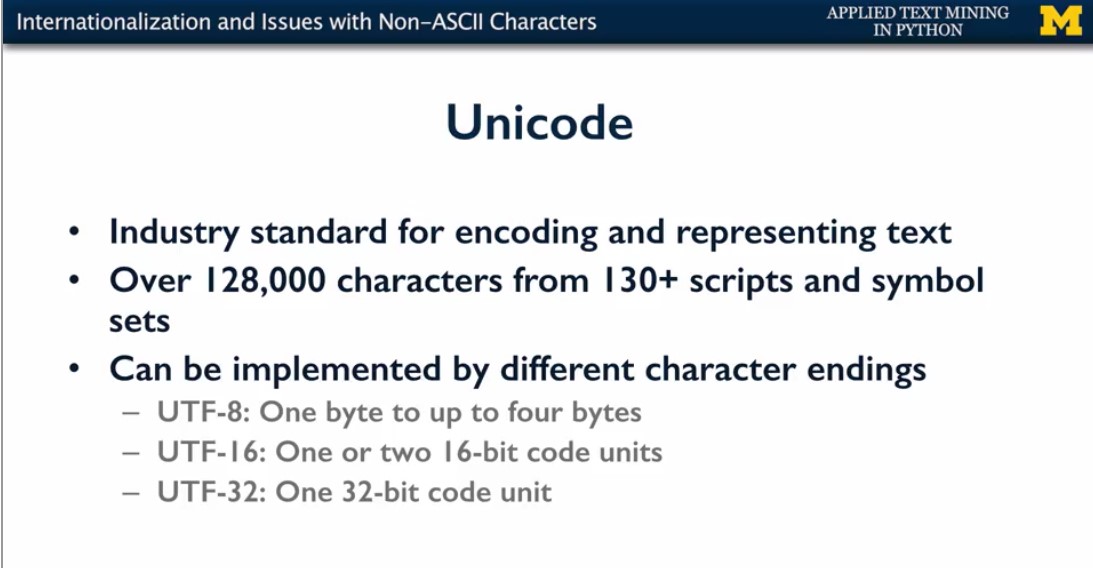 Internationalization and Issues with Non-ASCII Characters
APPLIED TEXT MINING
IN PYTHON
M
Unicode
• Industry standard for encoding and representing text
• Over 128,000 characters from 130+ scripts and symbol
sets
• Can be implemented by different character endings
– UTF-8: One byte to up to four bytes
– UTF-16: One or two 16-bit code units
– UTF-32: One 32-bit code unit